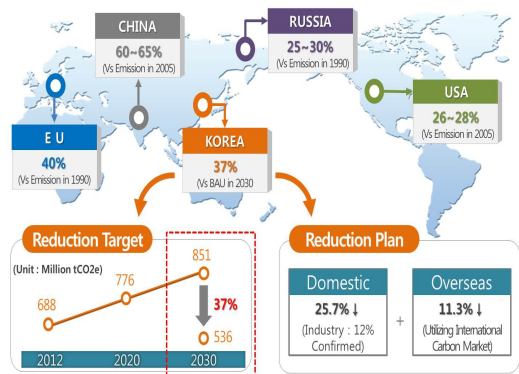 CHINA
60~65%
(Vs Emission in 2005)
RUSSIA
25~30%
(Vs Emission in 1990)
USA
26~28%
(Vs Emission in 2005)
E U
40%
(Vs Emission in 1990)
KOREA
37%
(Vs BAU in 2030
Reduction Target
(Unit : Million tCO2e)
688
776
851
37%
536
2012
2020
2030
Reduction Plan
Domestic
25.7% ↓
(Industry : 12%
Confirmed)
+
Overseas
11.3% ↓
(Utilizing International
Carbon Market)